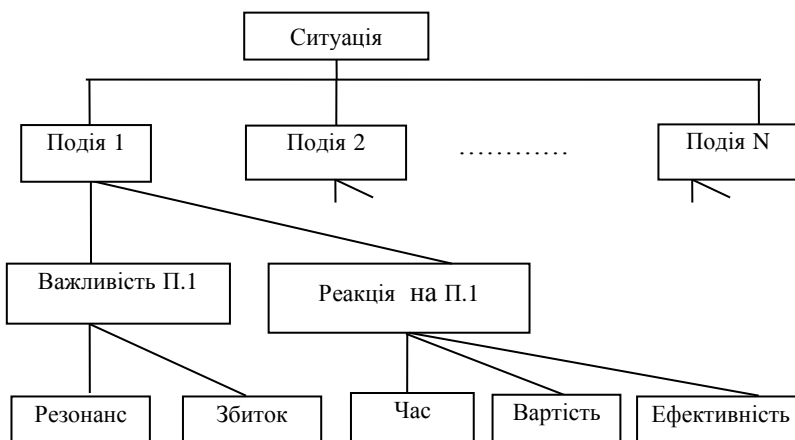 Ситуація
Подія 1
Подія 2
............
Подія N
Важливість П.1
Реакція на П.1
Резонанс
Збиток
Час
Вартість
Ефективність